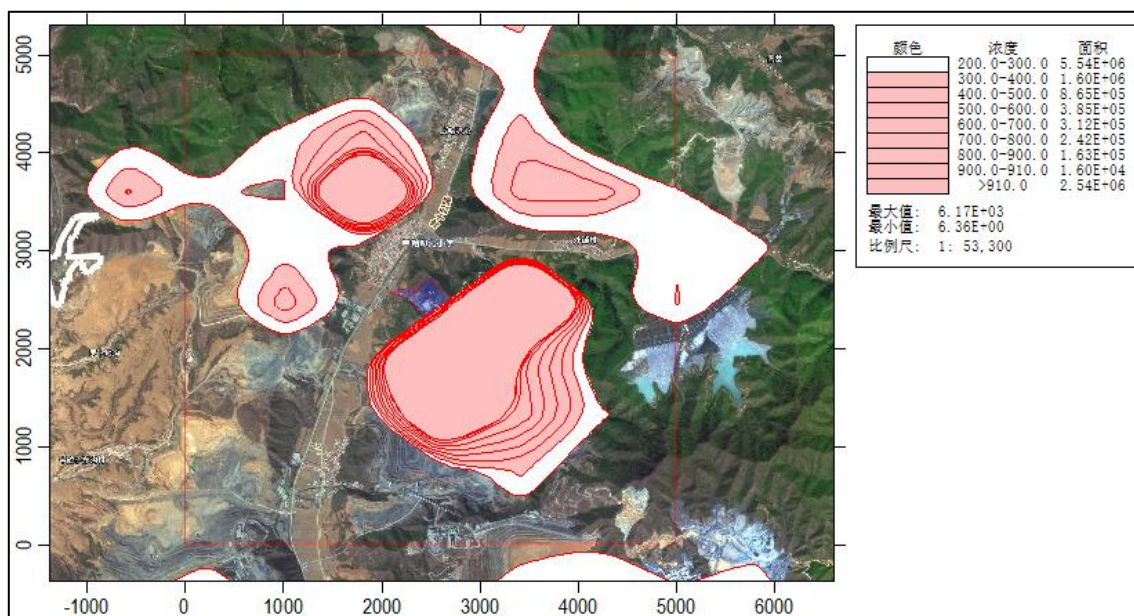 颜色 浓度 面积
200.0-300.0 5.54E+06
300.0-400.0 1.60E+06
400.0-500.0 8.65E+05
500.0-600.0 3.85E+05
600.0-700.0 3.12E+05
700.0-800.0 2.42E+05
800.0-900.0 1.63E+05
900.0-910.0 1.60E+04
>910.0 2.54E+06
最大值: 6.17E+03
最小值: 6.36E+00
比例尺: 1: 53,300
5000
4000
3000
2000
1000
0
-1000 0 1000 2000 3000 4000 5000 6000